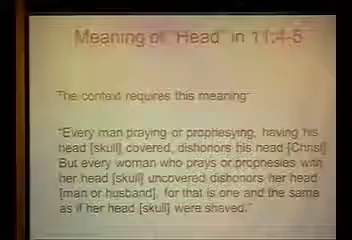 Meaning of "Head" in 11:4-5
The context requires this meaning"
"Every man praying or prophesying, having his
head [skull] covered, dishonors his head [Christ]
But every woman who prays or prophesies with
her head [skull] uncovered dishonors her head
[man or husband], for that is one and the same
as if her head [skull] were shaved."